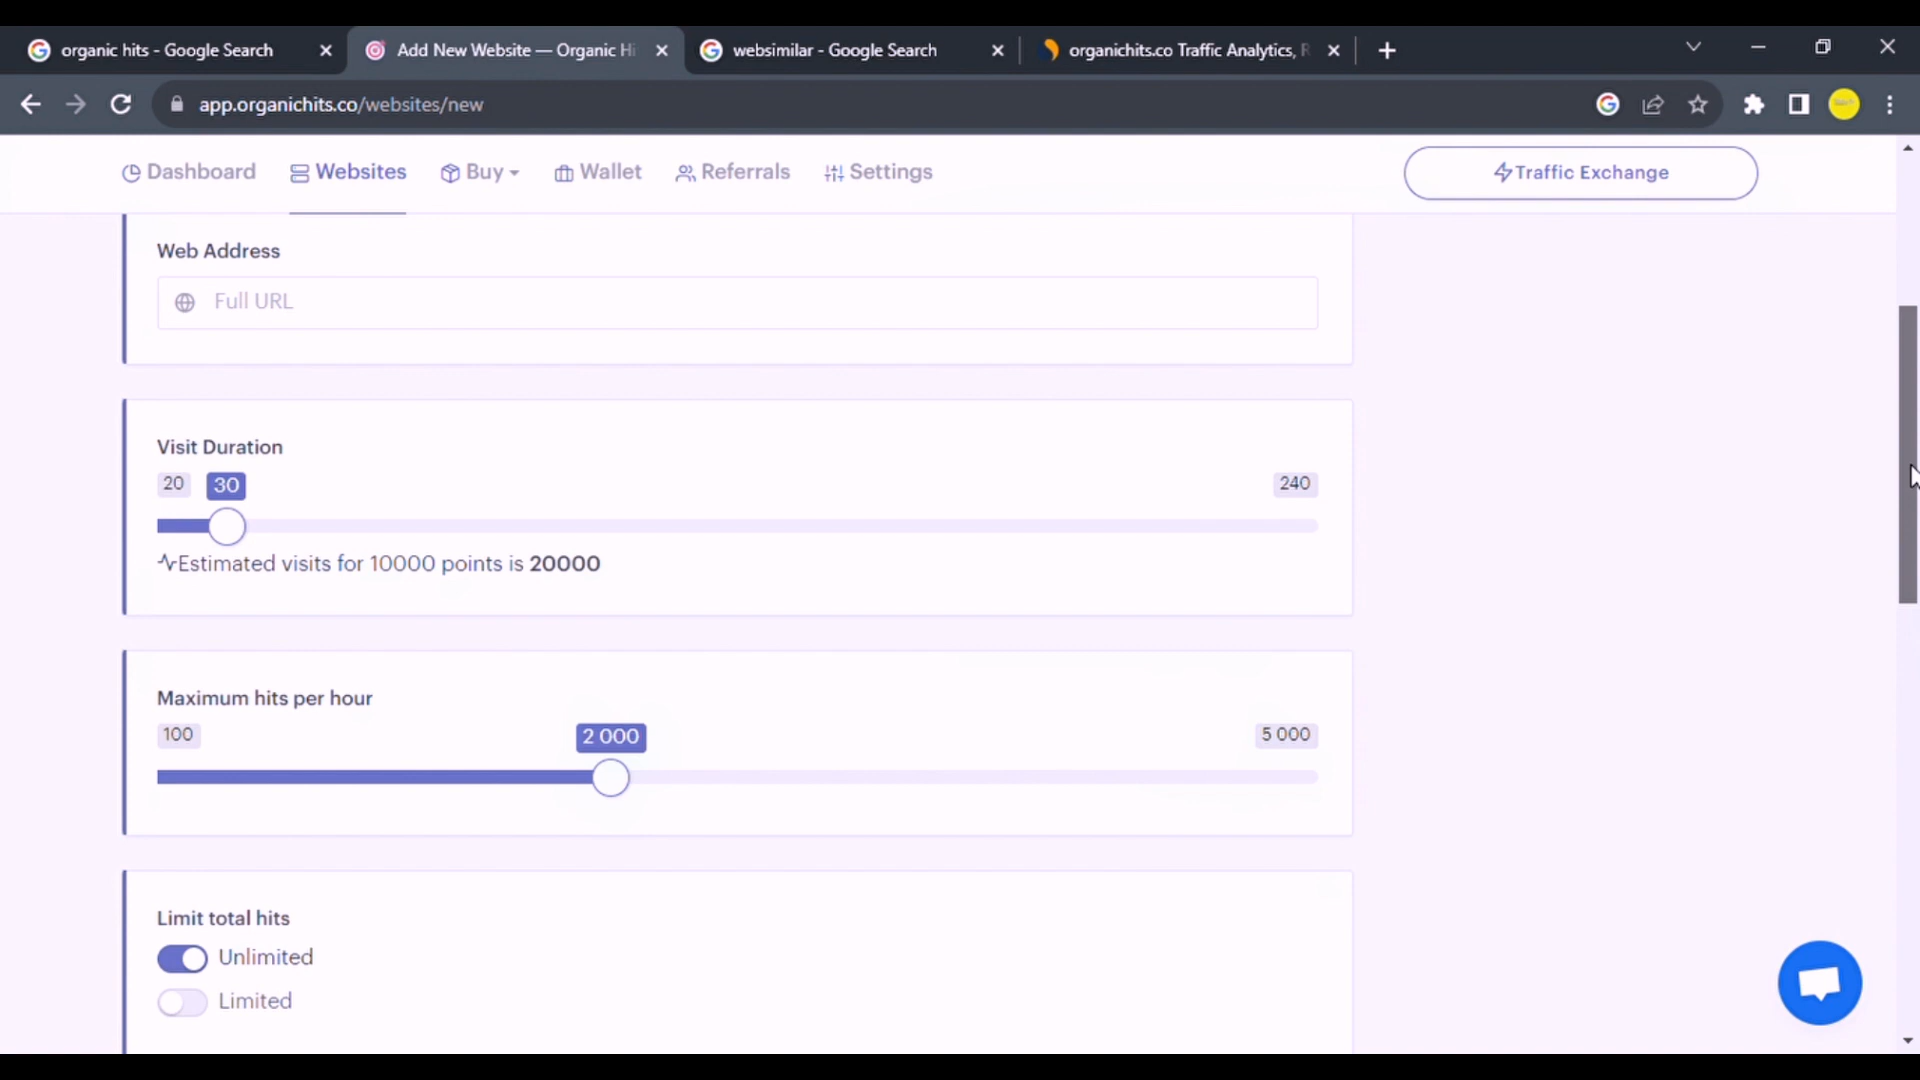 organic hits - Google Search
Add New Website — Organic Hi
websimilar - Google Search
organichits.co Traffic Analytics, R
app.organichits.co/websites/new
Dashboard
Websites
Buy
Wallet
Referrals
Settings
Traffic Exchange
Web Address
Full URL
Visit Duration
20
30
240
Estimated visits for 10000 points is 20000
Maximum hits per hour
100
2 000
5 000
Limit total hits
Unlimited
Limited